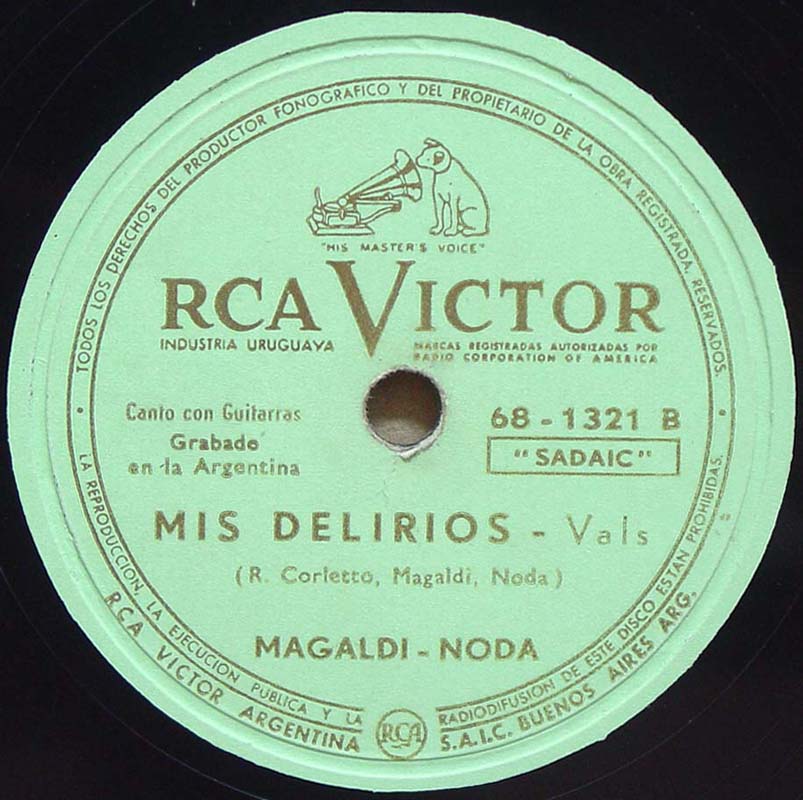 TODOS LOS DERECHOS DEL PRODUCTOR FONOGRAFICO Y DEL PROPIETARIO DE LA OBRA REGISTRADA, RESERVADOS.
"HIS MASTER'S VOICE"
RCA VICTOR
INDUSTRIA URUGUAYA
MARCAS REGISTRADAS AUTORIZADAS POR
RADIO CORPORATION OF AMERICA
Canto con Guitarras
Grabado
en la Argentina
68 - 1321 B
"SADAIC"
MIS DELIRIOS - Vals
(R. Corletto, Magaldi, Noda)
MAGALDI - NODA
LA REPRODUCCION, LA EJECUCION PUBLICA Y LA RADIODIFUSION DE ESTE DISCO ESTAN PROHIBIDAS.
RCA VICTOR ARGENTINA S.A.I.C. BUENOS AIRES ARG.
RCA